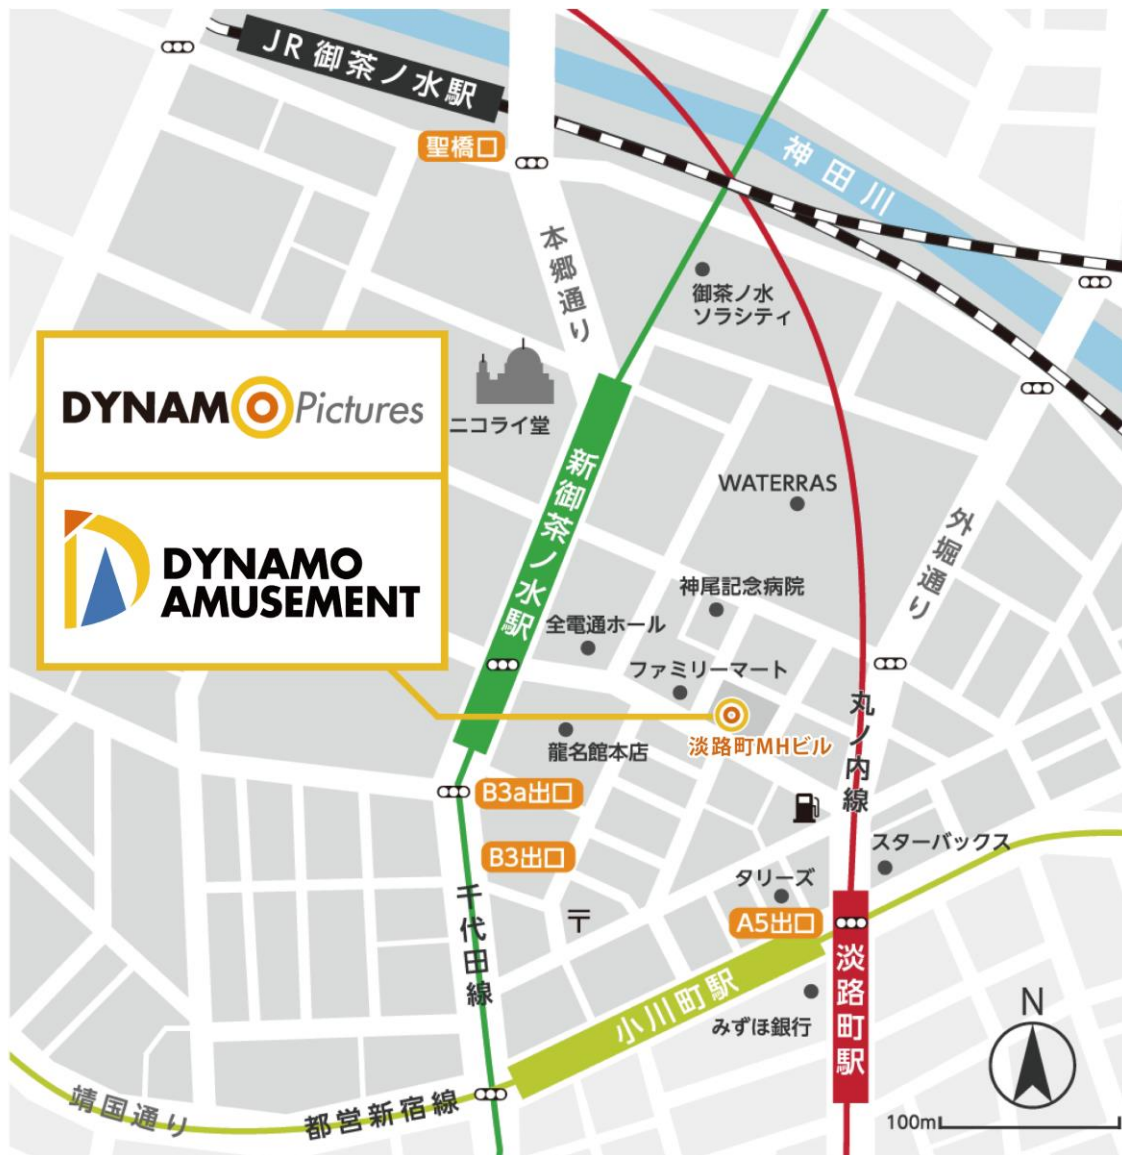 JR 御茶ノ水駅
聖橋口
神田川
本郷通り
御茶ノ水
ソラシティ
DYNAMO Pictures
ニコライ堂
新御茶ノ水駅
WATERRAS
外堀通り
DYNAMO
AMUSEMENT
神尾記念病院
全電通ホール
ファミリーマート
丸ノ内線
龍名館本店
淡路町MHビル
B3a出口
B3出口
スターバックス
タリーズ
千代田線
〒
A5出口
淡路町駅
小川町駅
みずほ銀行
N
靖国通り
都営新宿線
100m